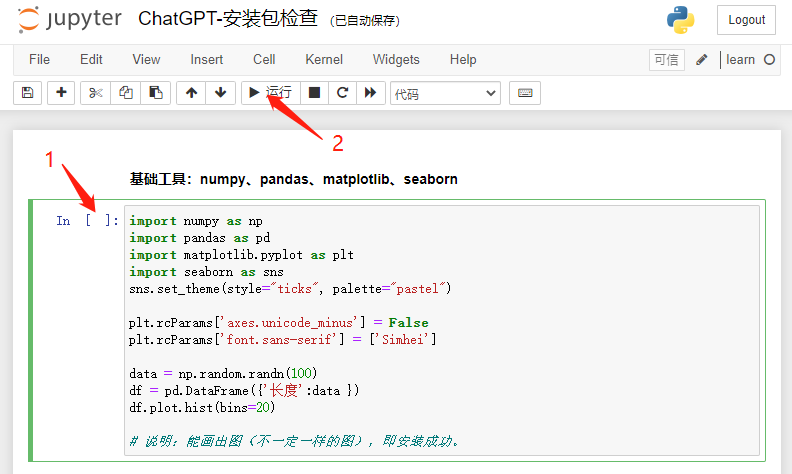 jupyter ChatGPT-安装包检查 (已自动保存) Logout
File Edit View Insert Cell Kernel Widgets Help 可信 learn
运行 代码
2
1
基础工具：numpy、pandas、matplotlib、seaborn
In [ ]:
import numpy as np
import pandas as pd
import matplotlib.pyplot as plt
import seaborn as sns
sns.set_theme(style="ticks", palette="pastel")
plt.rcParams['axes.unicode_minus'] = False
plt.rcParams['font.sans-serif'] = ['Simhei']
data = np.random.randn(100)
df = pd.DataFrame({'长度':data })
df.plot.hist(bins=20)
# 说明：能画出图（不一定一样的图），即安装成功。